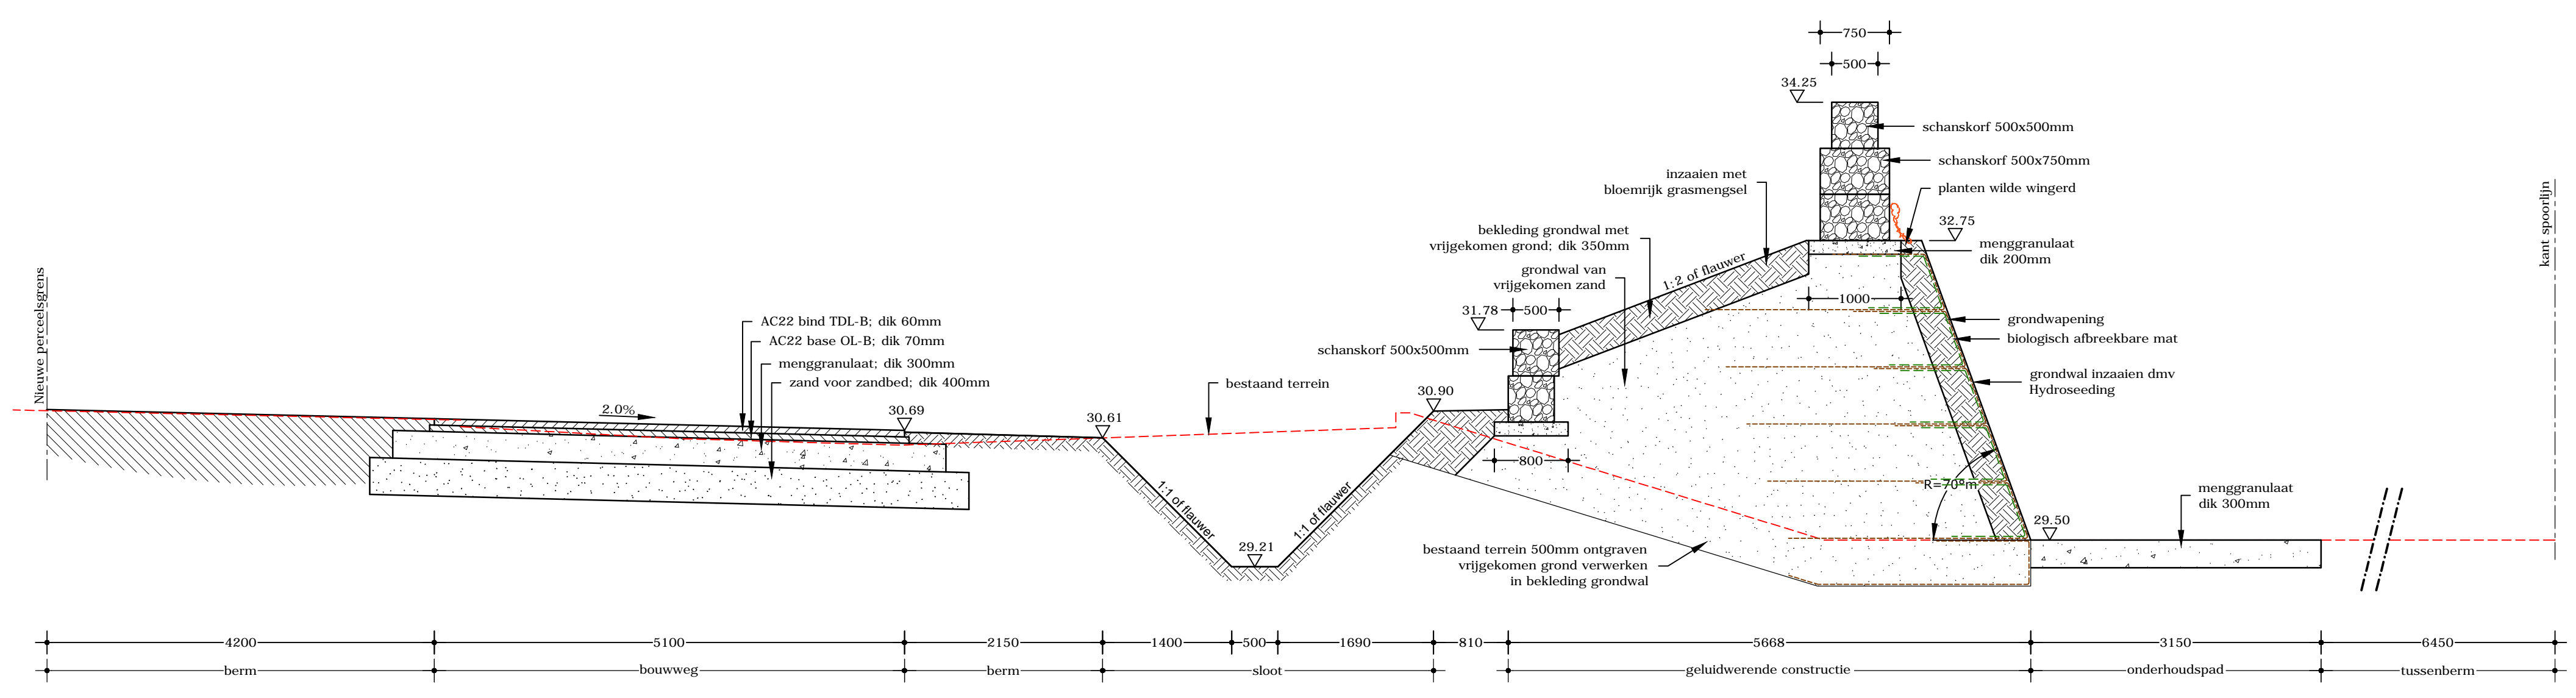 750
500
34.25
schanskorf 500x500mm
schanskorf 500x750mm
inzaaien met
bloemrijk grasmengsel
planten wilde wingerd
32.75
bekleding grondwal met
vrijgekomen grond; dik 350mm
menggranulaat
dik 200mm
1:2 of flauwer
grondwal van
vrijgekomen zand
1000
31.78
500
grondwapening
biologisch afbreekbare mat
schanskorf 500x500mm
grondwal inzaaien dmv
Hydroseeding
Nieuwe perceelsgrens
kant spoorlijn
AC22 bind TDL-B; dik 60mm
AC22 base OL-B; dik 70mm
menggranulaat; dik 300mm
zand voor zandbed; dik 400mm
bestaand terrein
2.0%
30.69
30.61
30.90
800
R=70°m
1:1 of flauwer
1:1 of flauwer
29.21
menggranulaat
dik 300mm
29.50
bestaand terrein 500mm ontgraven
vrijgekomen grond verwerken
in bekleding grondwal
4200 5100 2150 1400 500 1690 810 5668 3150 6450
berm bouwweg berm sloot geluidwerende constructie onderhoudspad tussenberm